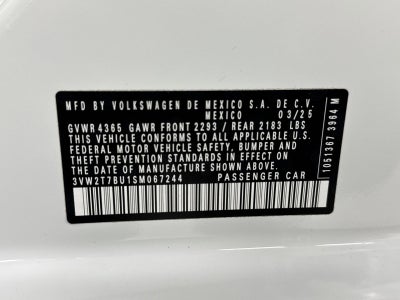 MFD BY VOLKSWAGEN DE MEXICO S.A. DE C.V.
MEXICO 03/25
GVWR 4365 GAWR FRONT 2293 / REAR 2183 LBS
THIS VEHICLE CONFORMS TO ALL APPLICABLE U.S.
FEDERAL MOTOR VEHICLE SAFETY, BUMPER AND
THEFT PREVENTION STANDARDS IN EFFECT ON THE
DATE OF MANUFACTURE SHOWN ABOVE.
3VW2T7BU1SM067244 PASSENGER CAR
1051367 3964 M